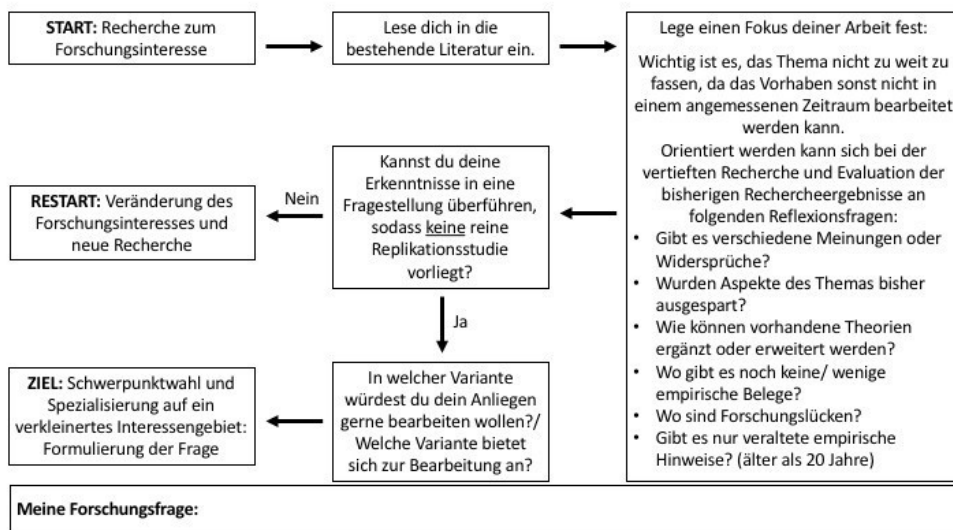 START: Recherche zum
Forschungsinteresse
Lese dich in die
bestehende Literatur ein.
Lege einen Fokus deiner Arbeit fest:
Wichtig ist es, das Thema nicht zu weit zu
fassen, da das Vorhaben sonst nicht in
einem angemessenen Zeitraum bearbeitet
werden kann.
Orientiert werden kann sich bei der
vertieften Recherche und Evaluation der
bisherigen Rechercheergebnisse an
folgenden Reflexionsfragen:
• Gibt es verschiedene Meinungen oder
Widersprüche?
• Wurden Aspekte des Themas bisher
ausgespart?
• Wie können vorhandene Theorien
ergänzt oder erweitert werden?
• Wo gibt es noch keine/ wenige
empirische Belege?
• Wo sind Forschungslücken?
• Gibt es nur veraltete empirische
Hinweise? (älter als 20 Jahre)
Kannst du deine
Erkenntnisse in eine
Fragestellung überführen,
sodass keine reine
Replikationsstudie
vorliegt?
Nein
RESTART: Veränderung des
Forschungsinteresses und
neue Recherche
Ja
In welcher Variante
würdest du dein Anliegen
gerne bearbeiten wollen?/
Welche Variante bietet
sich zur Bearbeitung an?
ZIEL: Schwerpunktwahl und
Spezialisierung auf ein
verkleinertes Interessengebiet:
Formulierung der Frage
Meine Forschungsfrage: